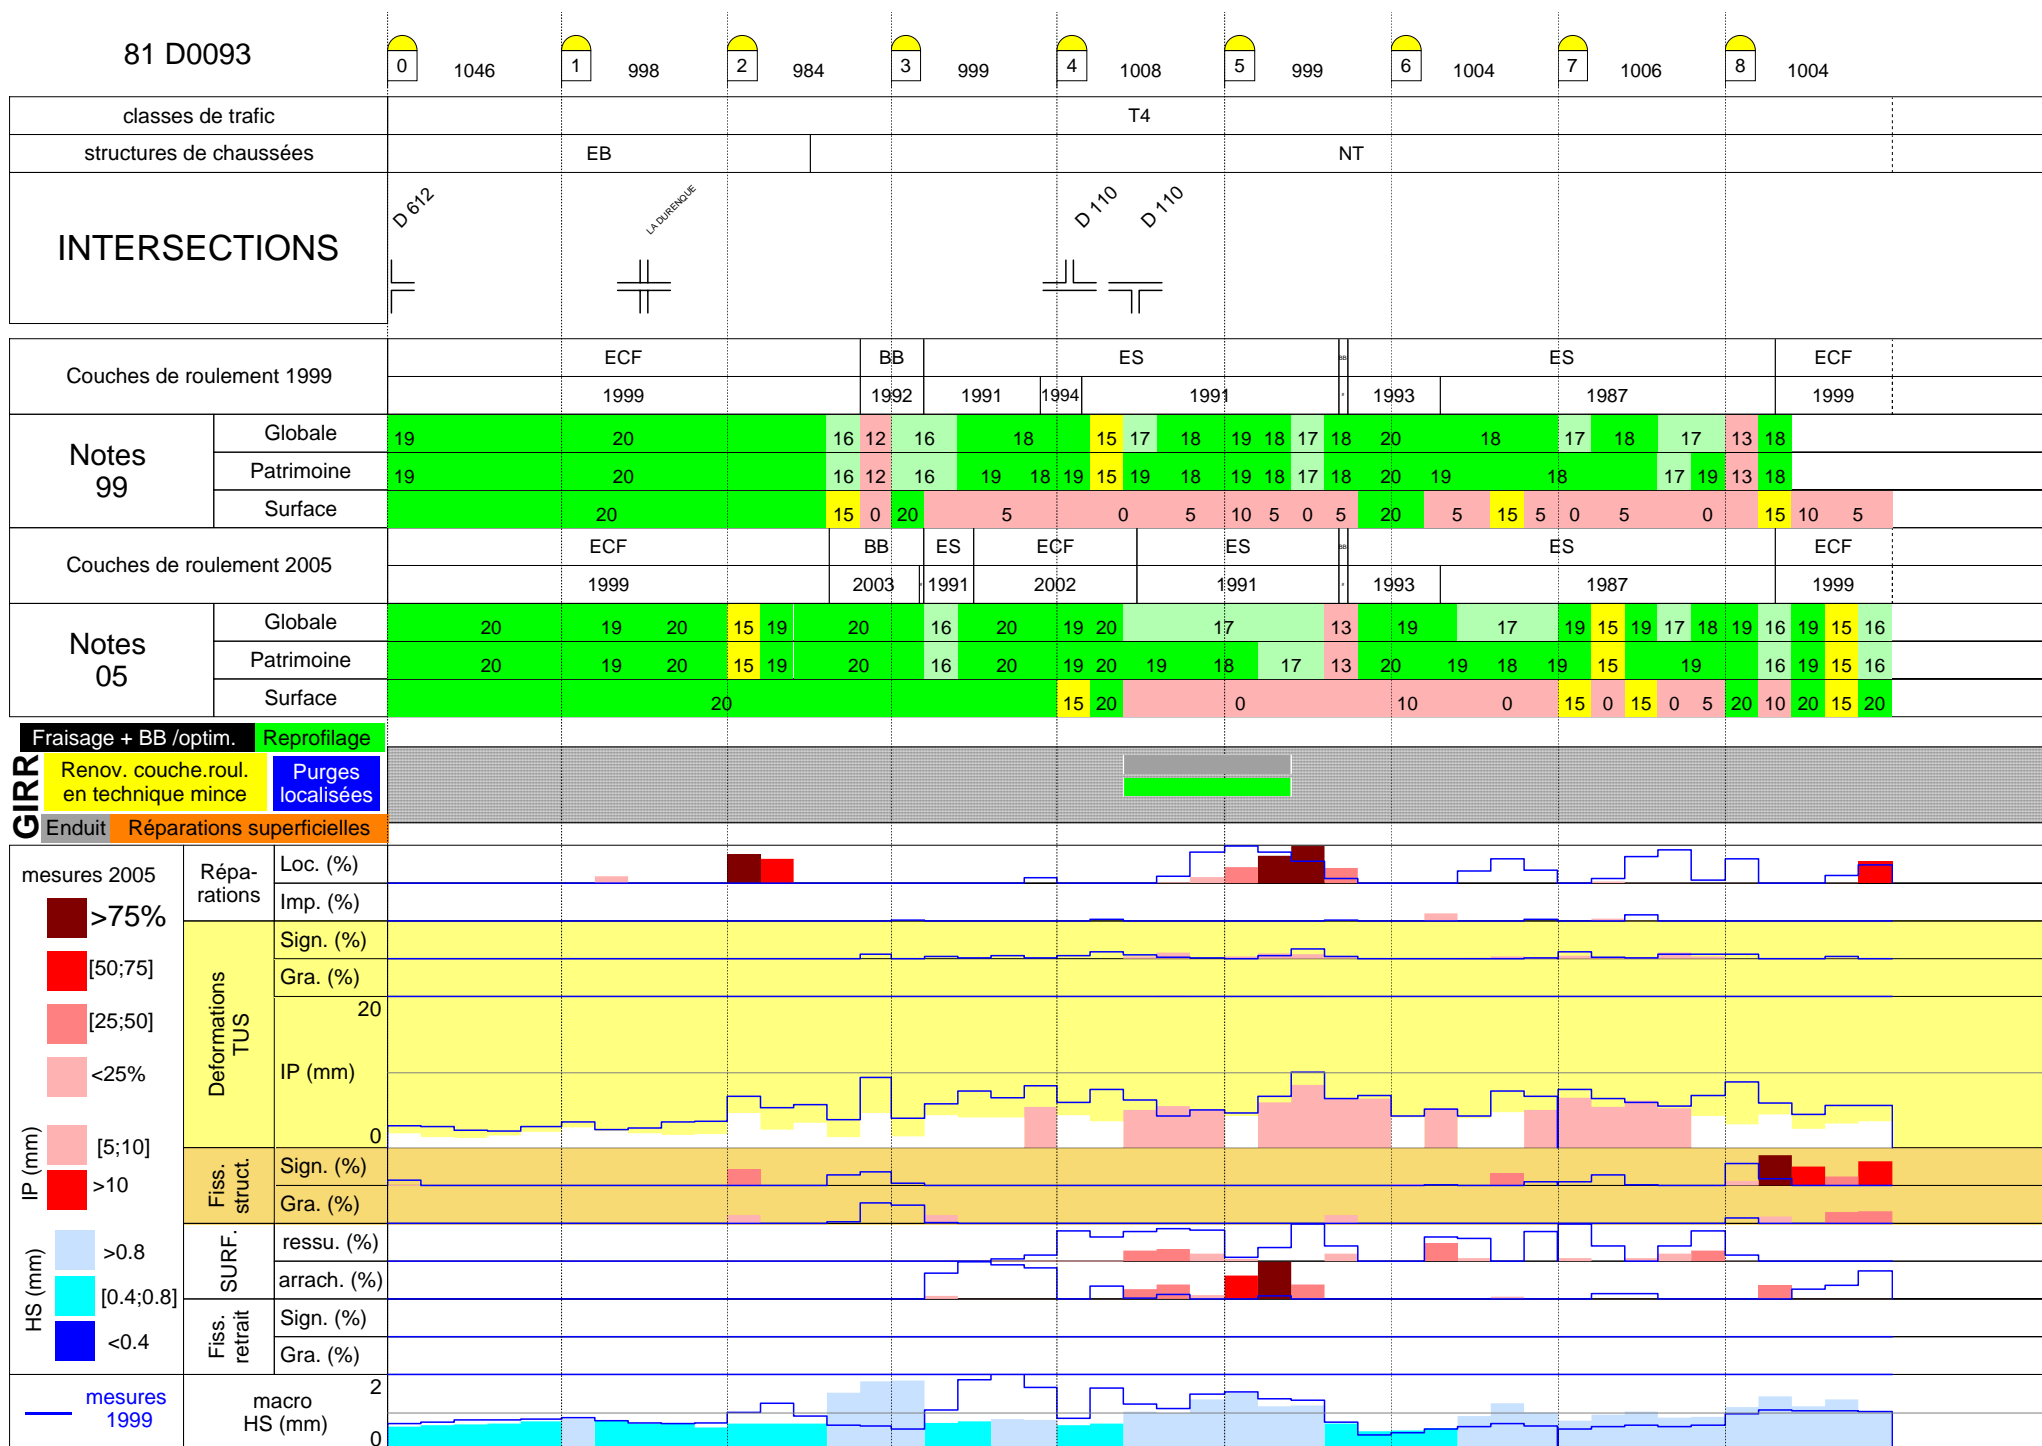 81 D0093
0 1046 1 998 2 984 3 999 4 1008 5 999 6 1004 7 1006 8 1004
classes de trafic T4
structures de chaussées EB NT
INTERSECTIONS D 612 LA DURENQUE D 110 D 110
Couches de roulement 1999
ECF BB ES BB ES ECF
1999 1992 1991 1994 1991 1993 1987 1999
Notes 99
Globale 19 20 16 12 16 18 15 17 18 19 18 17 18 20 18 17 18 17 13 18
Patrimoine 19 20 16 12 16 19 18 19 15 19 18 19 18 17 18 20 19 18 17 19 13 18
Surface 20 15 0 20 5 0 5 10 5 0 5 20 5 15 5 0 5 0 15 10 5
Couches de roulement 2005
ECF BB ES ECF ES BB ES ECF
1999 2003 1991 2002 1991 1993 1987 1999
Notes 05
Globale 20 19 20 15 19 20 16 20 19 20 17 13 19 17 19 15 19 17 18 19 16 19 15 16
Patrimoine 20 19 20 15 19 20 16 20 19 20 19 18 17 13 20 19 18 19 15 19 16 19 15 16
Surface 20 15 20 0 10 0 15 0 15 0 5 20 10 20 15 20
GIRR
Fraisage + BB /optim. Reprofilage
Renov. couche.roul. en technique mince
Purges localisées
Enduit Réparations superficielles
mesures 2005
>75%
[50;75]
[25;50]
<25%
IP (mm)
[5;10]
>10
HS (mm)
>0.8
[0.4;0.8]
<0.4
mesures 1999
Répa-
rations
Loc. (%)
Imp. (%)
Deformations TUS
Sign. (%)
Gra. (%)
20
IP (mm)
0
Fiss. struct.
Sign. (%)
Gra. (%)
SURF.
ressu. (%)
arrach. (%)
Fiss. retrait
Sign. (%)
Gra. (%)
macro HS (mm)
2
0